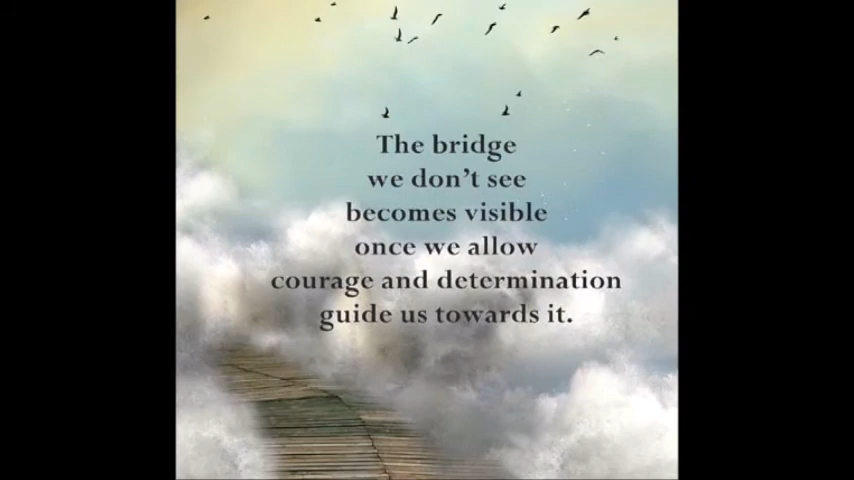 The bridge
we don't see
becomes visible
once we allow
courage and determination
guide us towards it.